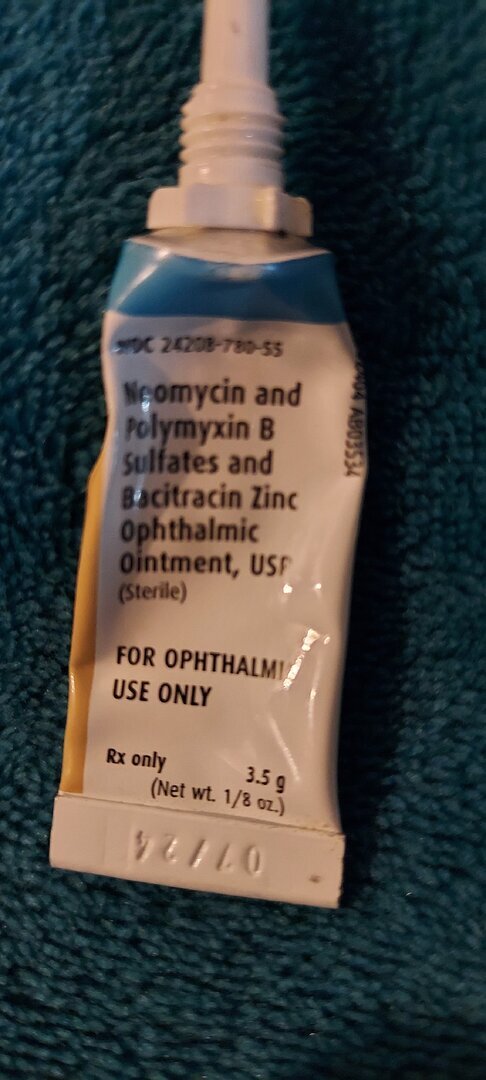 NDC 24208-780-55
Neomycin and
Polymyxin B
Sulfates and
Bacitracin Zinc
Ophthalmic
Ointment, USP
(Sterile)
FOR OPHTHALMI
USE ONLY
Rx only
3.5 g
(Net wt. 1/8 oz.)
AB03534
07/24